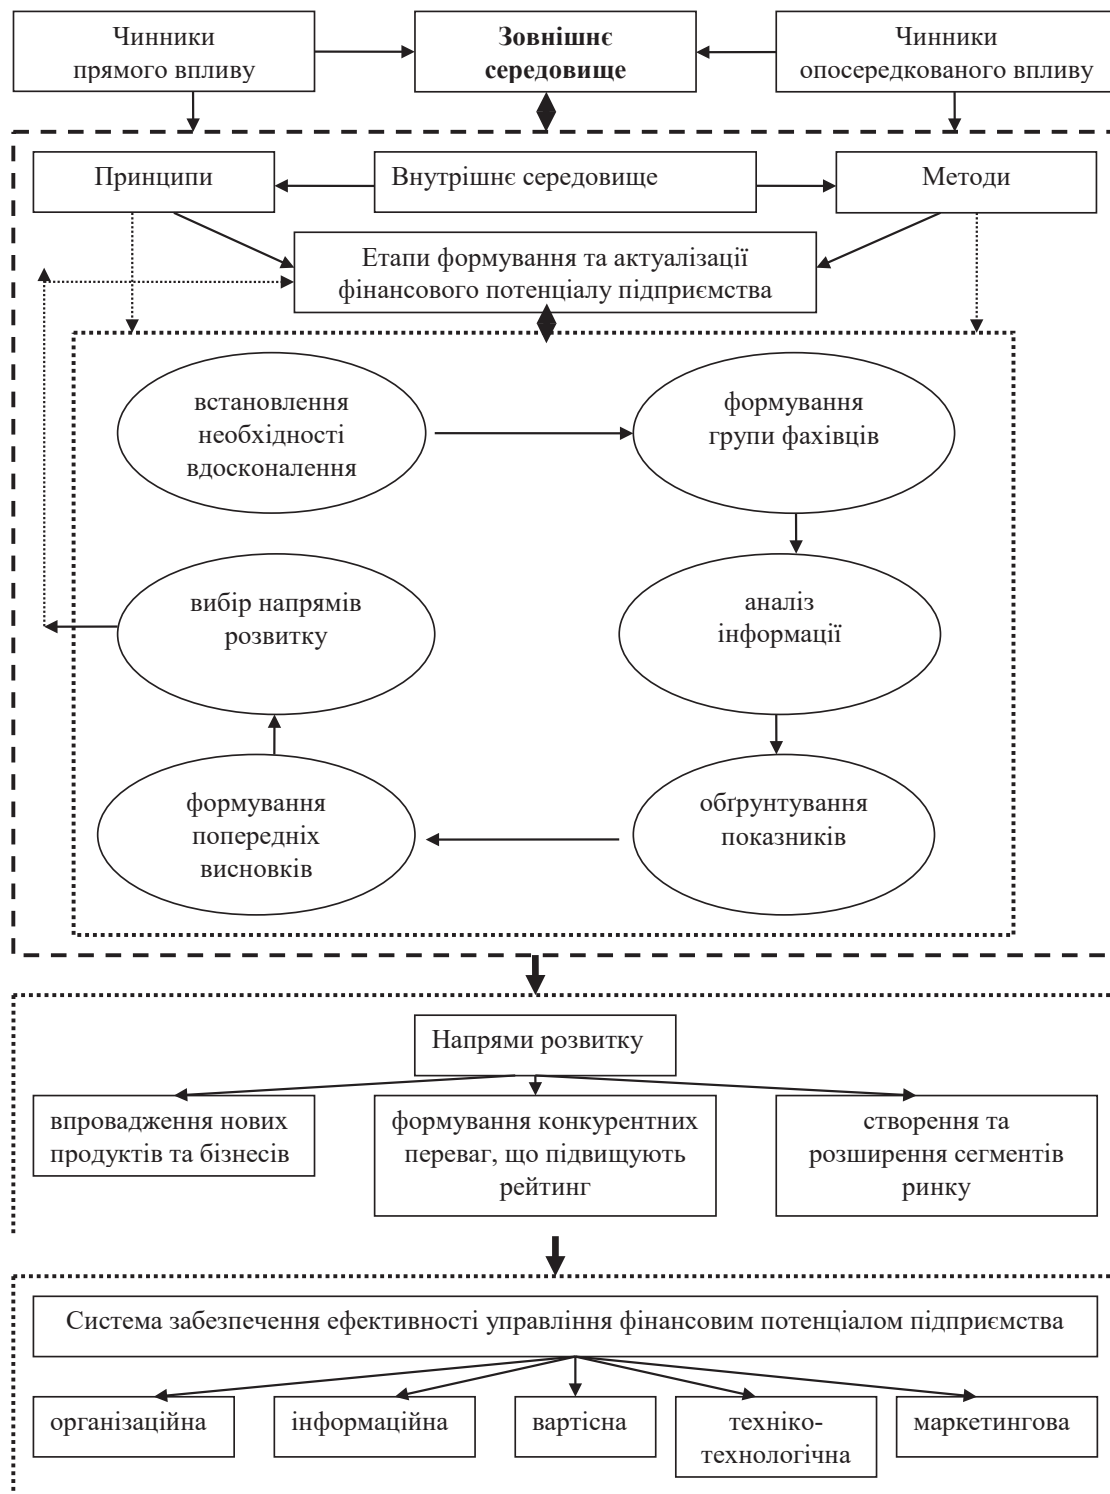 Чинники
прямого впливу
Зовнішнє
середовище
Чинники
опосередкованого впливу
Принципи
Внутрішнє середовище
Методи
Етапи формування та актуалізації
фінансового потенціалу підприємства
встановлення
необхідності
вдосконалення
формування
групи фахівців
вибір напрямів
розвитку
аналіз
інформації
формування
попередніх
висновків
обґрунтування
показників
Напрями розвитку
впровадження нових
продуктів та бізнесів
формування конкурентних
переваг, що підвищують
рейтинг
створення та
розширення сегментів
ринку
Система забезпечення ефективності управління фінансовим потенціалом підприємства
організаційна
інформаційна
вартісна
техніко-
технологічна
маркетингова